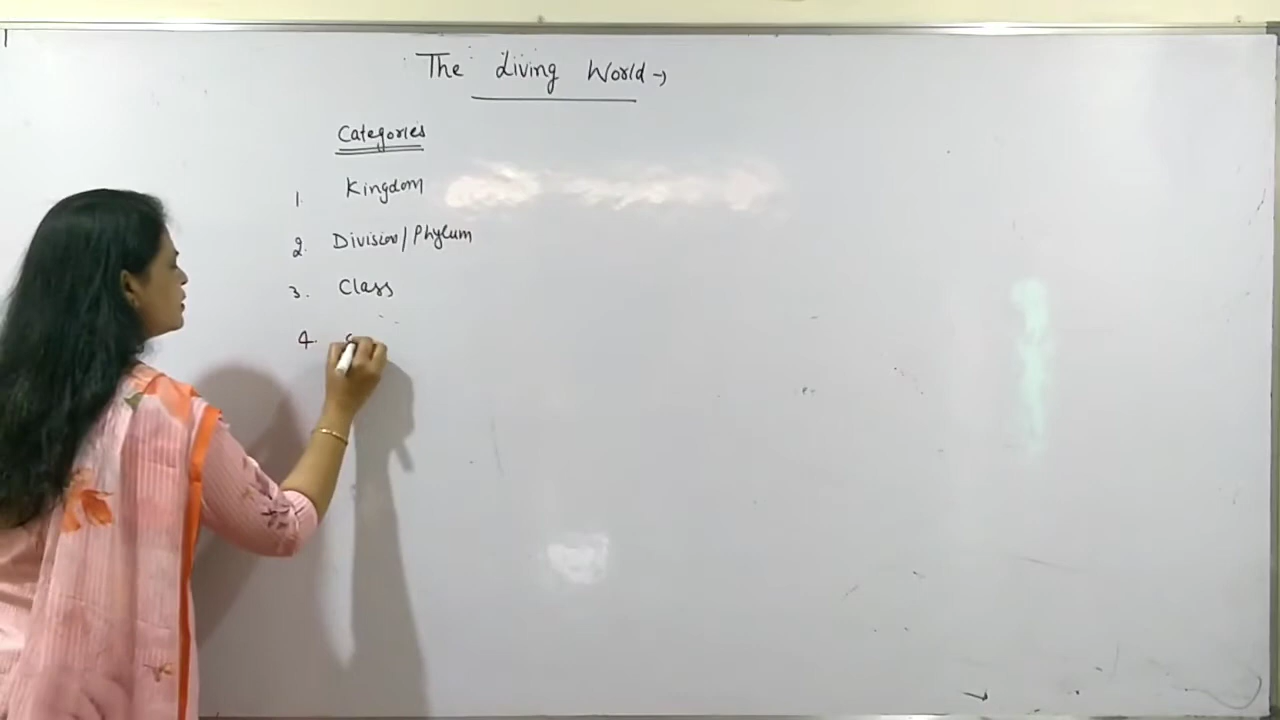 The Living World →
Categories
1. Kingdom
2. Division/Phylum
3. Class
4.